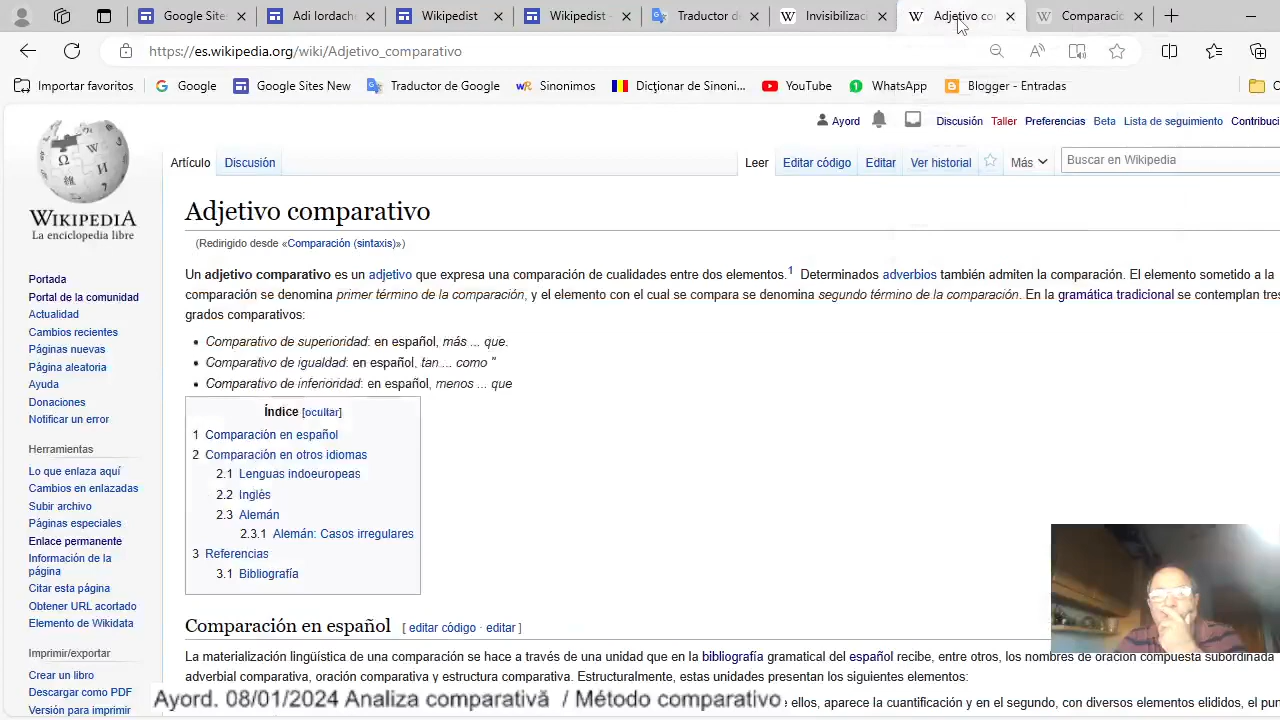 Google Site
Adi Iordach
Wikipedist
Wikipedist -
Traductor d
Invisibilizac
Adjetivo co
Comparació
https://es.wikipedia.org/wiki/Adjetivo_comparativo
Importar favoritos
Google
Google Sites New
Traductor de Google
Sinonimos
Dicţionar de Sinoni...
YouTube
WhatsApp
Blogger - Entradas
Ayord Discusión Taller Preferencias Beta Lista de seguimiento Contribuci
Artículo Discusión Leer Editar código Editar Ver historial Más Buscar en Wikipedia
WIKIPEDIA
La enciclopedia libre
Portada
Portal de la comunidad
Actualidad
Cambios recientes
Páginas nuevas
Página aleatoria
Ayuda
Donaciones
Notificar un error
Herramientas
Lo que enlaza aquí
Cambios en enlazadas
Subir archivo
Páginas especiales
Enlace permanente
Información de la
página
Citar esta página
Obtener URL acortado
Elemento de Wikidata
Imprimir/exportar
Crear un libro
Descargar como PDF
Versión para imprimir
Adjetivo comparativo
(Redirigido desde «Comparación (sintaxis)»)
Un adjetivo comparativo es un adjetivo que expresa una comparación de cualidades entre dos elementos.1 Determinados adverbios también admiten la comparación. El elemento sometido a la
comparación se denomina primer término de la comparación, y el elemento con el cual se compara se denomina segundo término de la comparación. En la gramática tradicional se contemplan tres
grados comparativos:
• Comparativo de superioridad: en español, más ... que.
• Comparativo de igualdad: en español, tan ... como "
• Comparativo de inferioridad: en español, menos ... que
Índice [ocultar]
1 Comparación en español
2 Comparación en otros idiomas
2.1 Lenguas indoeuropeas
2.2 Inglés
2.3 Alemán
2.3.1 Alemán: Casos irregulares
3 Referencias
3.1 Bibliografía
Comparación en español [ editar código · editar ]
La materialización lingüística de una comparación se hace a través de una unidad que en la bibliografía gramatical del español recibe, entre otros, los nombres de oración compuesta subordinada
adverbial comparativa, oración comparativa y estructura comparativa. Estructuralmente, estas unidades presentan los siguientes elementos:
e ellos, aparece la cuantificación y en el segundo, con diversos elementos elididos, el pun
Ayord. 08/01/2024 Analiza comparativă / Método comparativo